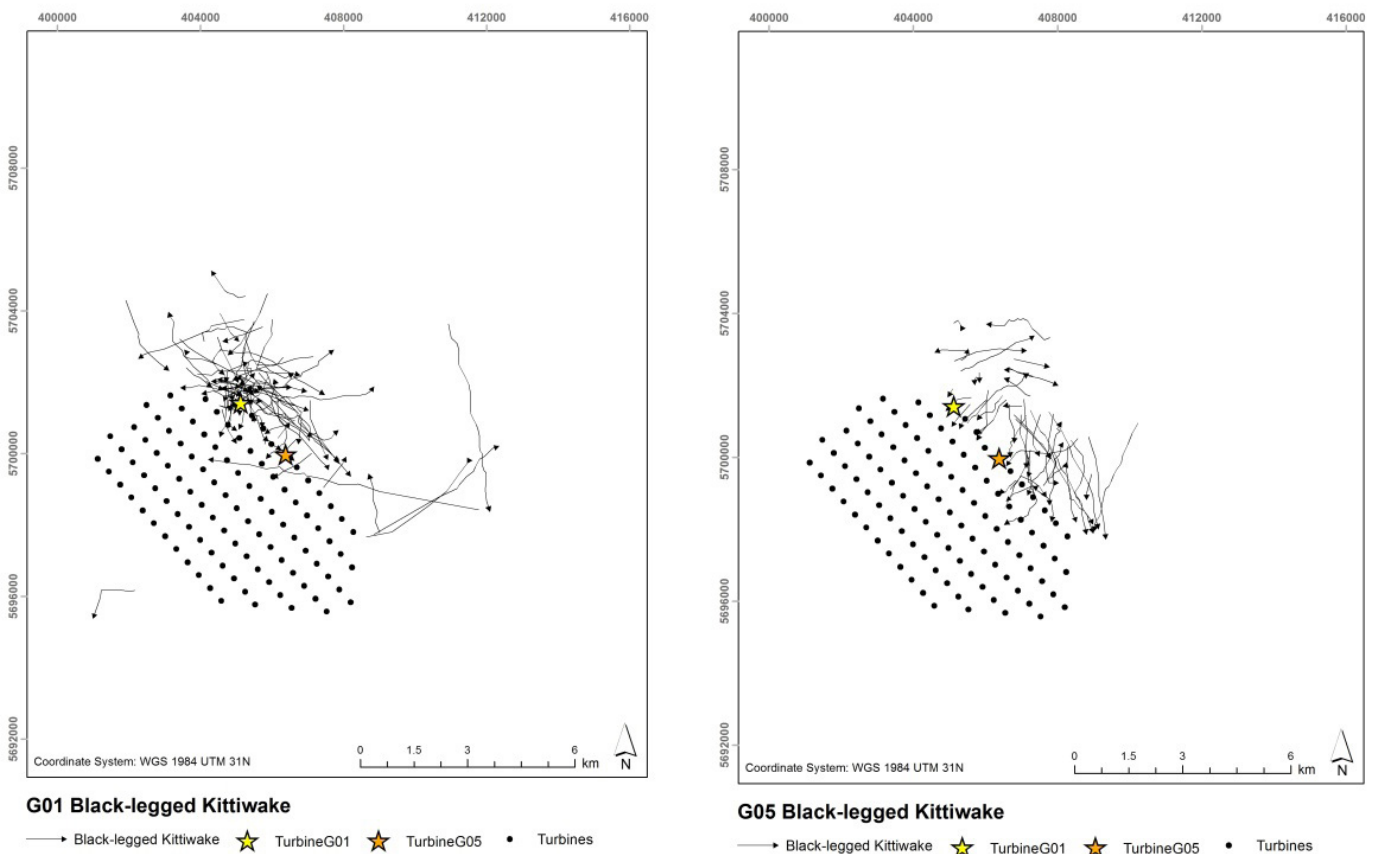 400000 404000 408000 412000 416000
5708000
5704000
5700000
5696000
5692000
Coordinate System: WGS 1984 UTM 31N
0 1.5 3 6
km
N
G01 Black-legged Kittiwake
Black-legged Kittiwake TurbineG01 TurbineG05 Turbines
400000 404000 408000 412000 416000
5708000
5704000
5700000
5696000
5692000
Coordinate System: WGS 1984 UTM 31N
0 1.5 3 6
km
N
G05 Black-legged Kittiwake
Black-legged Kittiwake TurbineG01 TurbineG05 Turbines